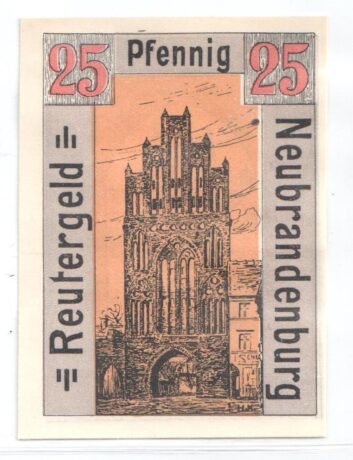 25 Pfennig 25
= Reutergeld =
Neubrandenburg